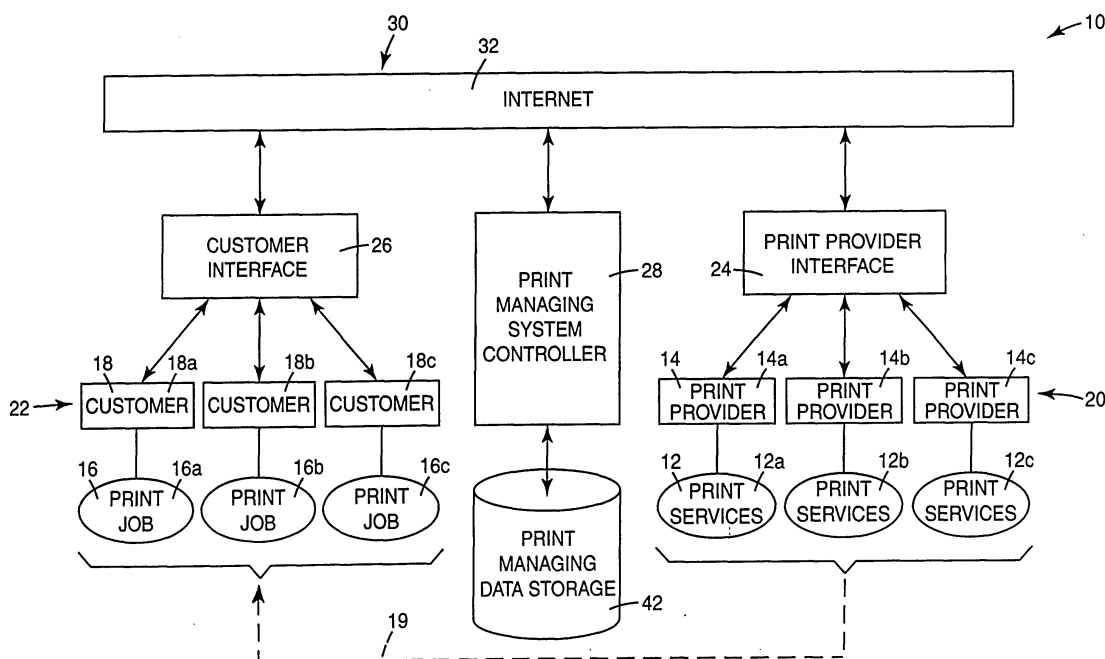 30
10
32
INTERNET
CUSTOMER
INTERFACE
26
PRINT
MANAGING
SYSTEM
CONTROLLER
28
PRINT PROVIDER
INTERFACE
24
18
18a
18b
18c
22
CUSTOMER
CUSTOMER
CUSTOMER
14
14a
14b
14c
PRINT
PROVIDER
PRINT
PROVIDER
PRINT
PROVIDER
20
16
16a
PRINT
JOB
16b
PRINT
JOB
16c
PRINT
JOB
PRINT
MANAGING
DATA STORAGE
42
12
12a
PRINT
SERVICES
12b
PRINT
SERVICES
12c
PRINT
SERVICES
19